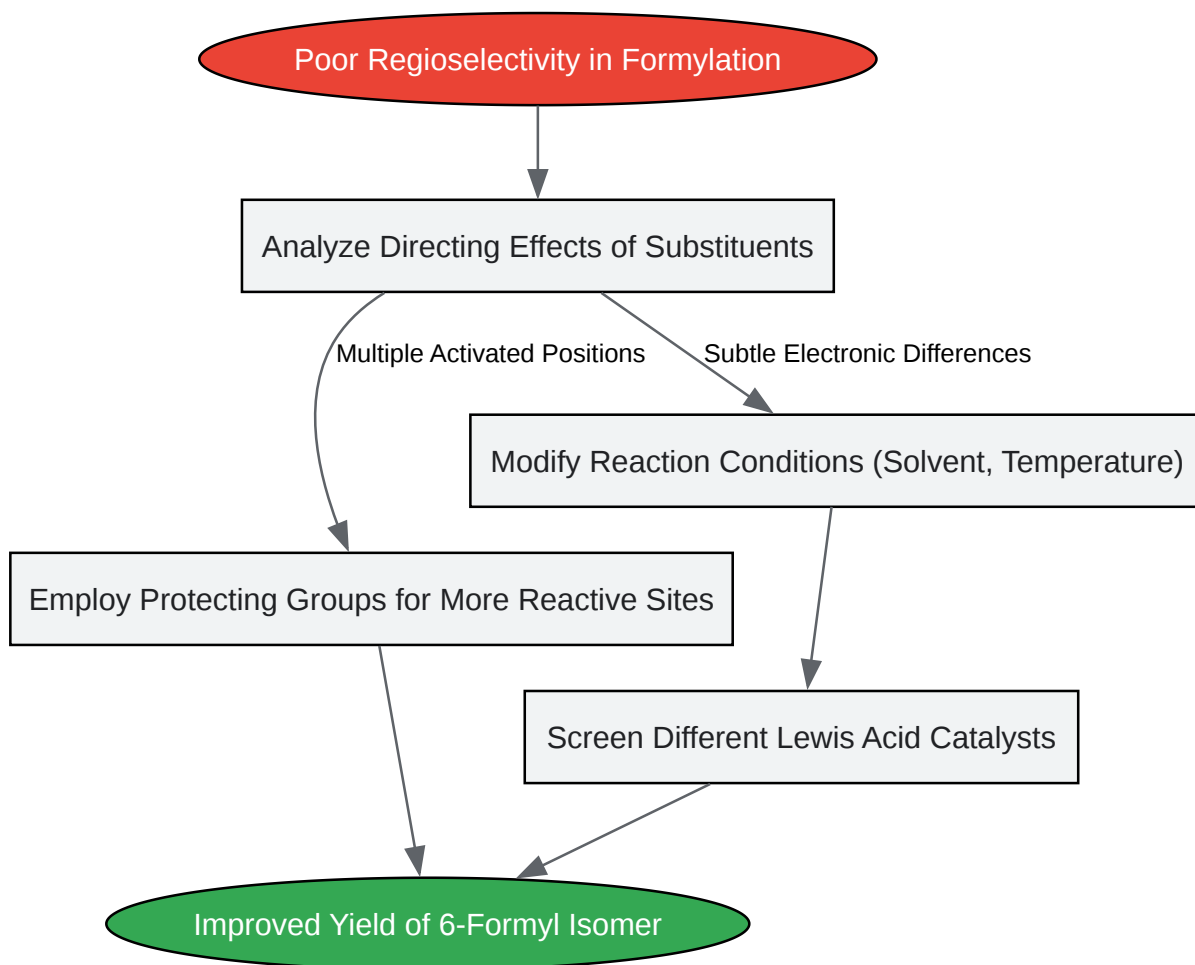 Poor Regioselectivity in Formylation
Analyze Directing Effects of Substituents
Multiple Activated Positions
Subtle Electronic Differences
Modify Reaction Conditions (Solvent, Temperature)
Employ Protecting Groups for More Reactive Sites
Screen Different Lewis Acid Catalysts
Improved Yield of 6-Formyl Isomer